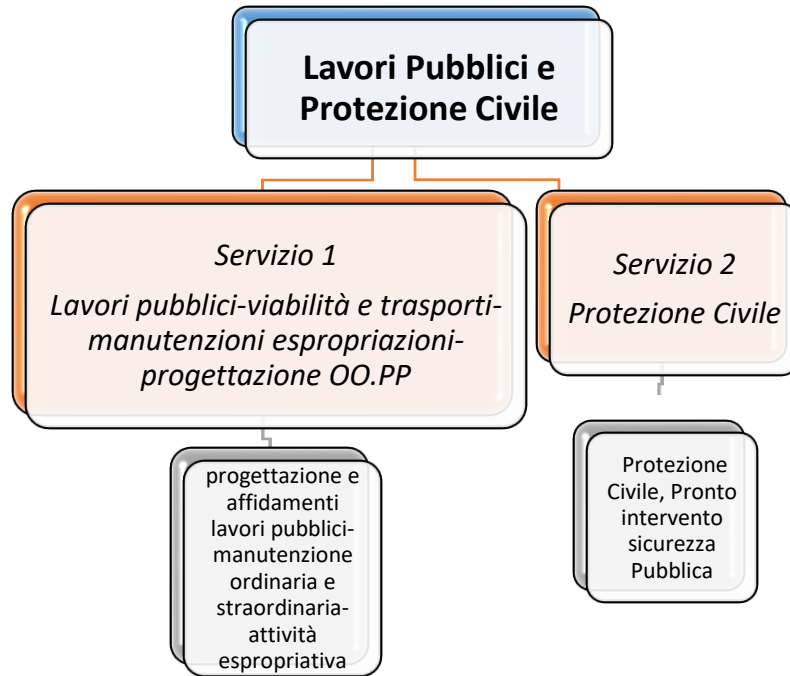 Lavori Pubblici e
Protezione Civile
Servizio 1
Lavori pubblici-viabilità e trasporti-
manutenzioni espropriazioni-
progettazione OO.PP
Servizio 2
Protezione Civile
progettazione e
affidamenti
lavori pubblici-
manutenzione
ordinaria e
straordinaria-
attività
espropriativa
Protezione
Civile, Pronto
intervento
sicurezza
Pubblica